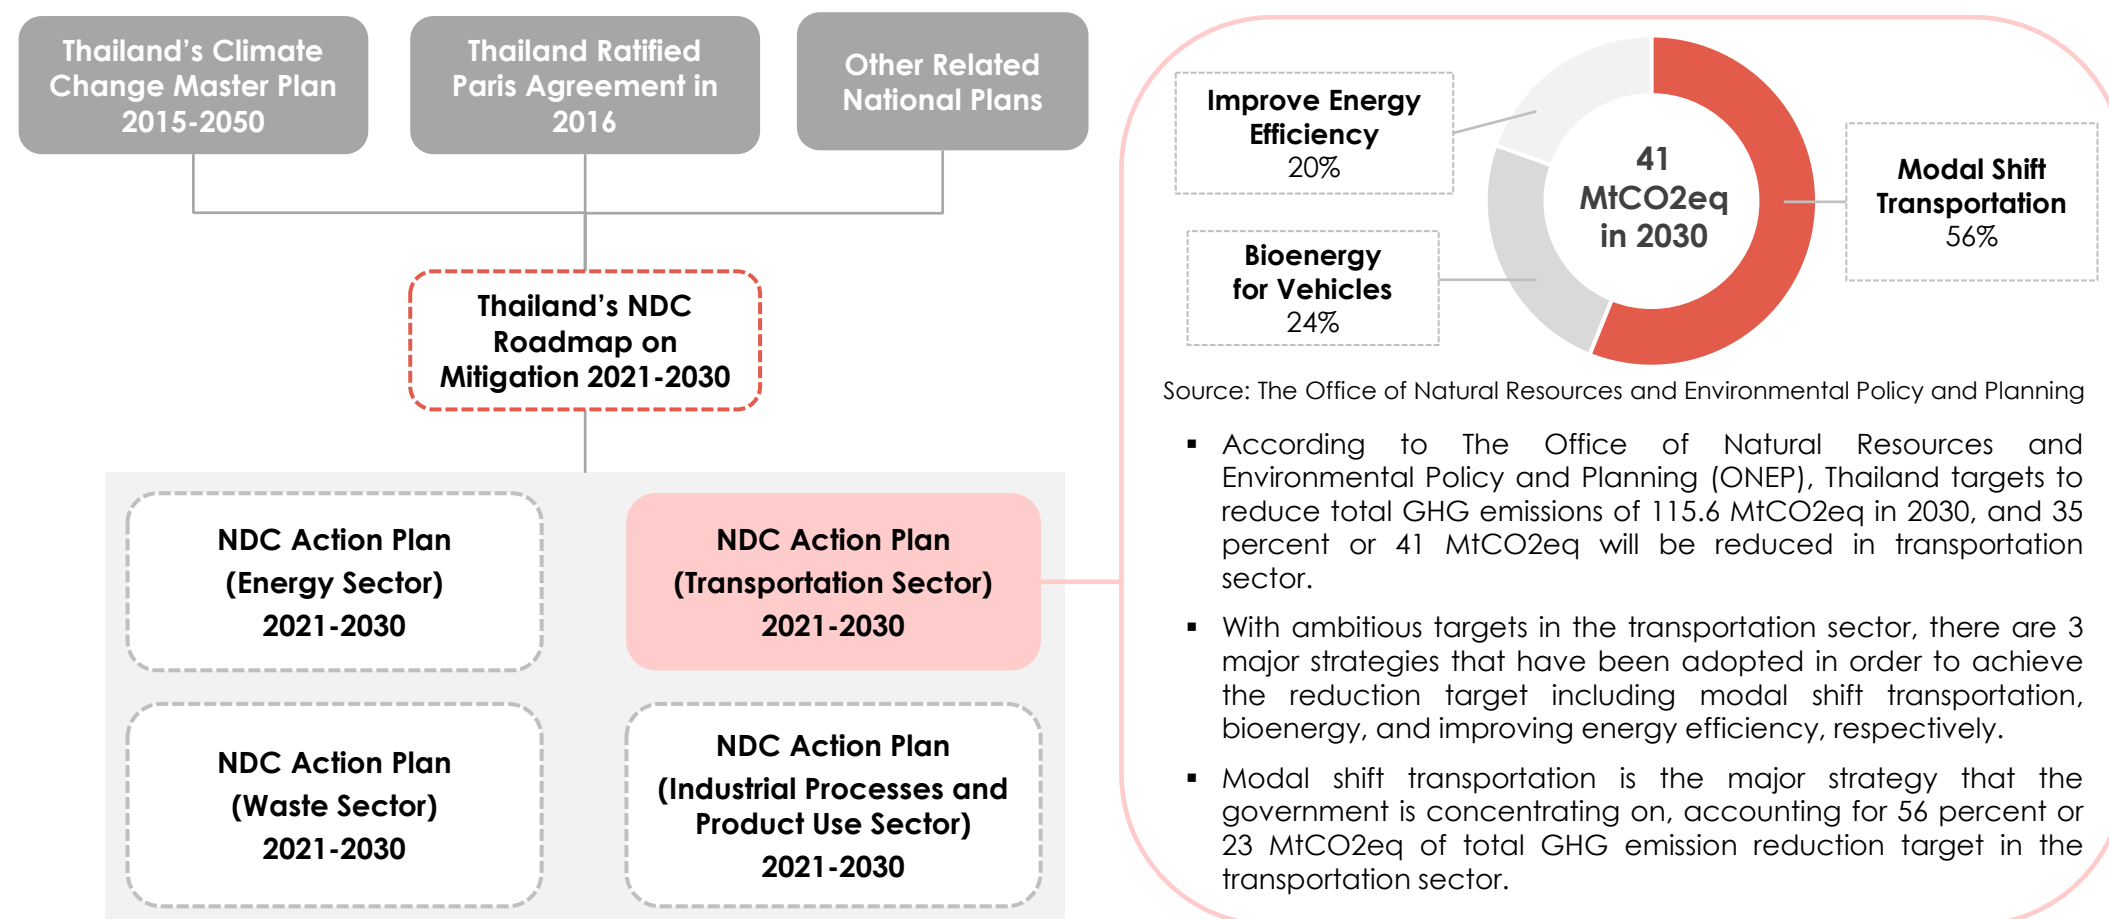 Thailand's Climate
Change Master Plan
2015-2050
Thailand Ratified
Paris Agreement in
2016
Other Related
National Plans
Thailand's NDC
Roadmap on
Mitigation 2021-2030
NDC Action Plan
(Energy Sector)
2021-2030
NDC Action Plan
(Transportation Sector)
2021-2030
NDC Action Plan
(Waste Sector)
2021-2030
NDC Action Plan
(Industrial Processes and
Product Use Sector)
2021-2030
Improve Energy
Efficiency
20%
Bioenergy
for Vehicles
24%
41
MtCO2eq
in 2030
Modal Shift
Transportation
56%
Source: The Office of Natural Resources and Environmental Policy and Planning
▪ According to The Office of Natural Resources and
Environmental Policy and Planning (ONEP), Thailand targets to
reduce total GHG emissions of 115.6 MtCO2eq in 2030, and 35
percent or 41 MtCO2eq will be reduced in transportation
sector.
▪ With ambitious targets in the transportation sector, there are 3
major strategies that have been adopted in order to achieve
the reduction target including modal shift transportation,
bioenergy, and improving energy efficiency, respectively.
▪ Modal shift transportation is the major strategy that the
government is concentrating on, accounting for 56 percent or
23 MtCO2eq of total GHG emission reduction target in the
transportation sector.